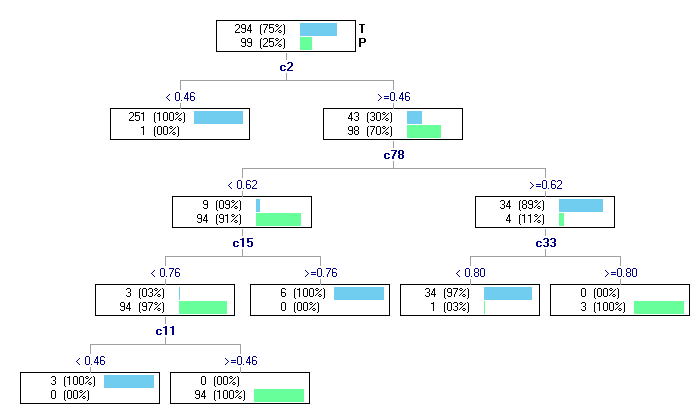 294 (75%) T
99 (25%) P
c2
< 0.46 >=0.46
251 (100%) 43 (30%)
1 (00%) 98 (70%)
c78
< 0.62 >=0.62
9 (09%) 34 (89%)
94 (91%) 4 (11%)
c15 c33
< 0.76 >=0.76 < 0.80 >=0.80
3 (03%) 6 (100%) 34 (97%) 0 (00%)
94 (97%) 0 (00%) 1 (03%) 3 (100%)
c11
< 0.46 >=0.46
3 (100%) 0 (00%)
0 (00%) 94 (100%)